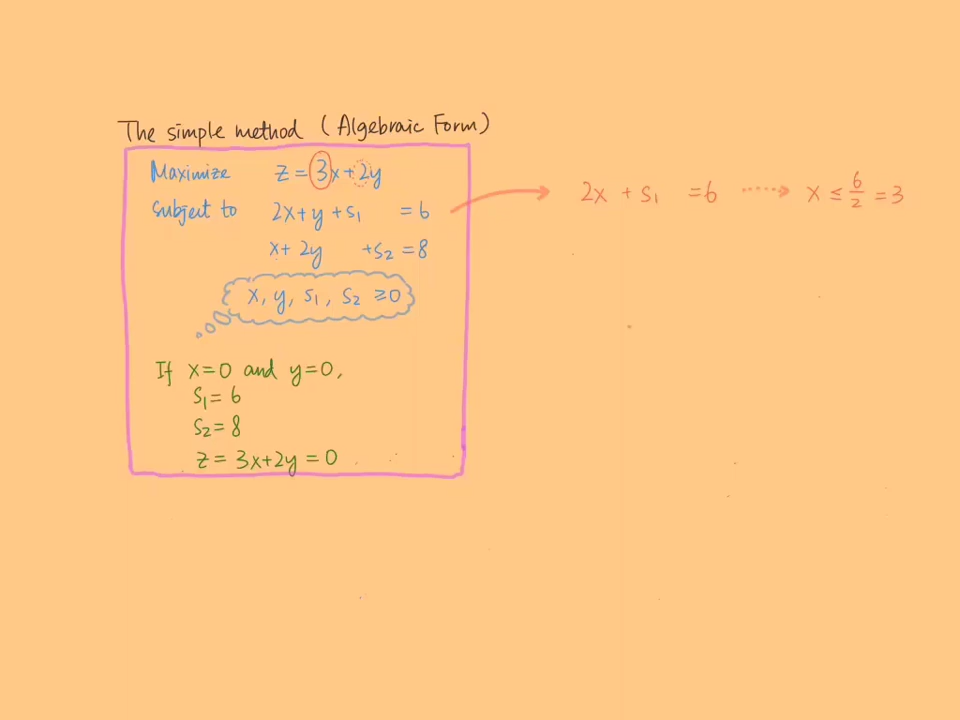 The simple method (Algebraic Form)
Maximize z = 3x+2y
Subject to 2x+y+s₁ = 6
x+2y +s₂ = 8
x, y, s₁, s₂ ≥0
If x=0 and y=0,
s₁= 6
s₂= 8
z = 3x+2y = 0
2x + s₁ = 6 x ≤ 6/2 = 3